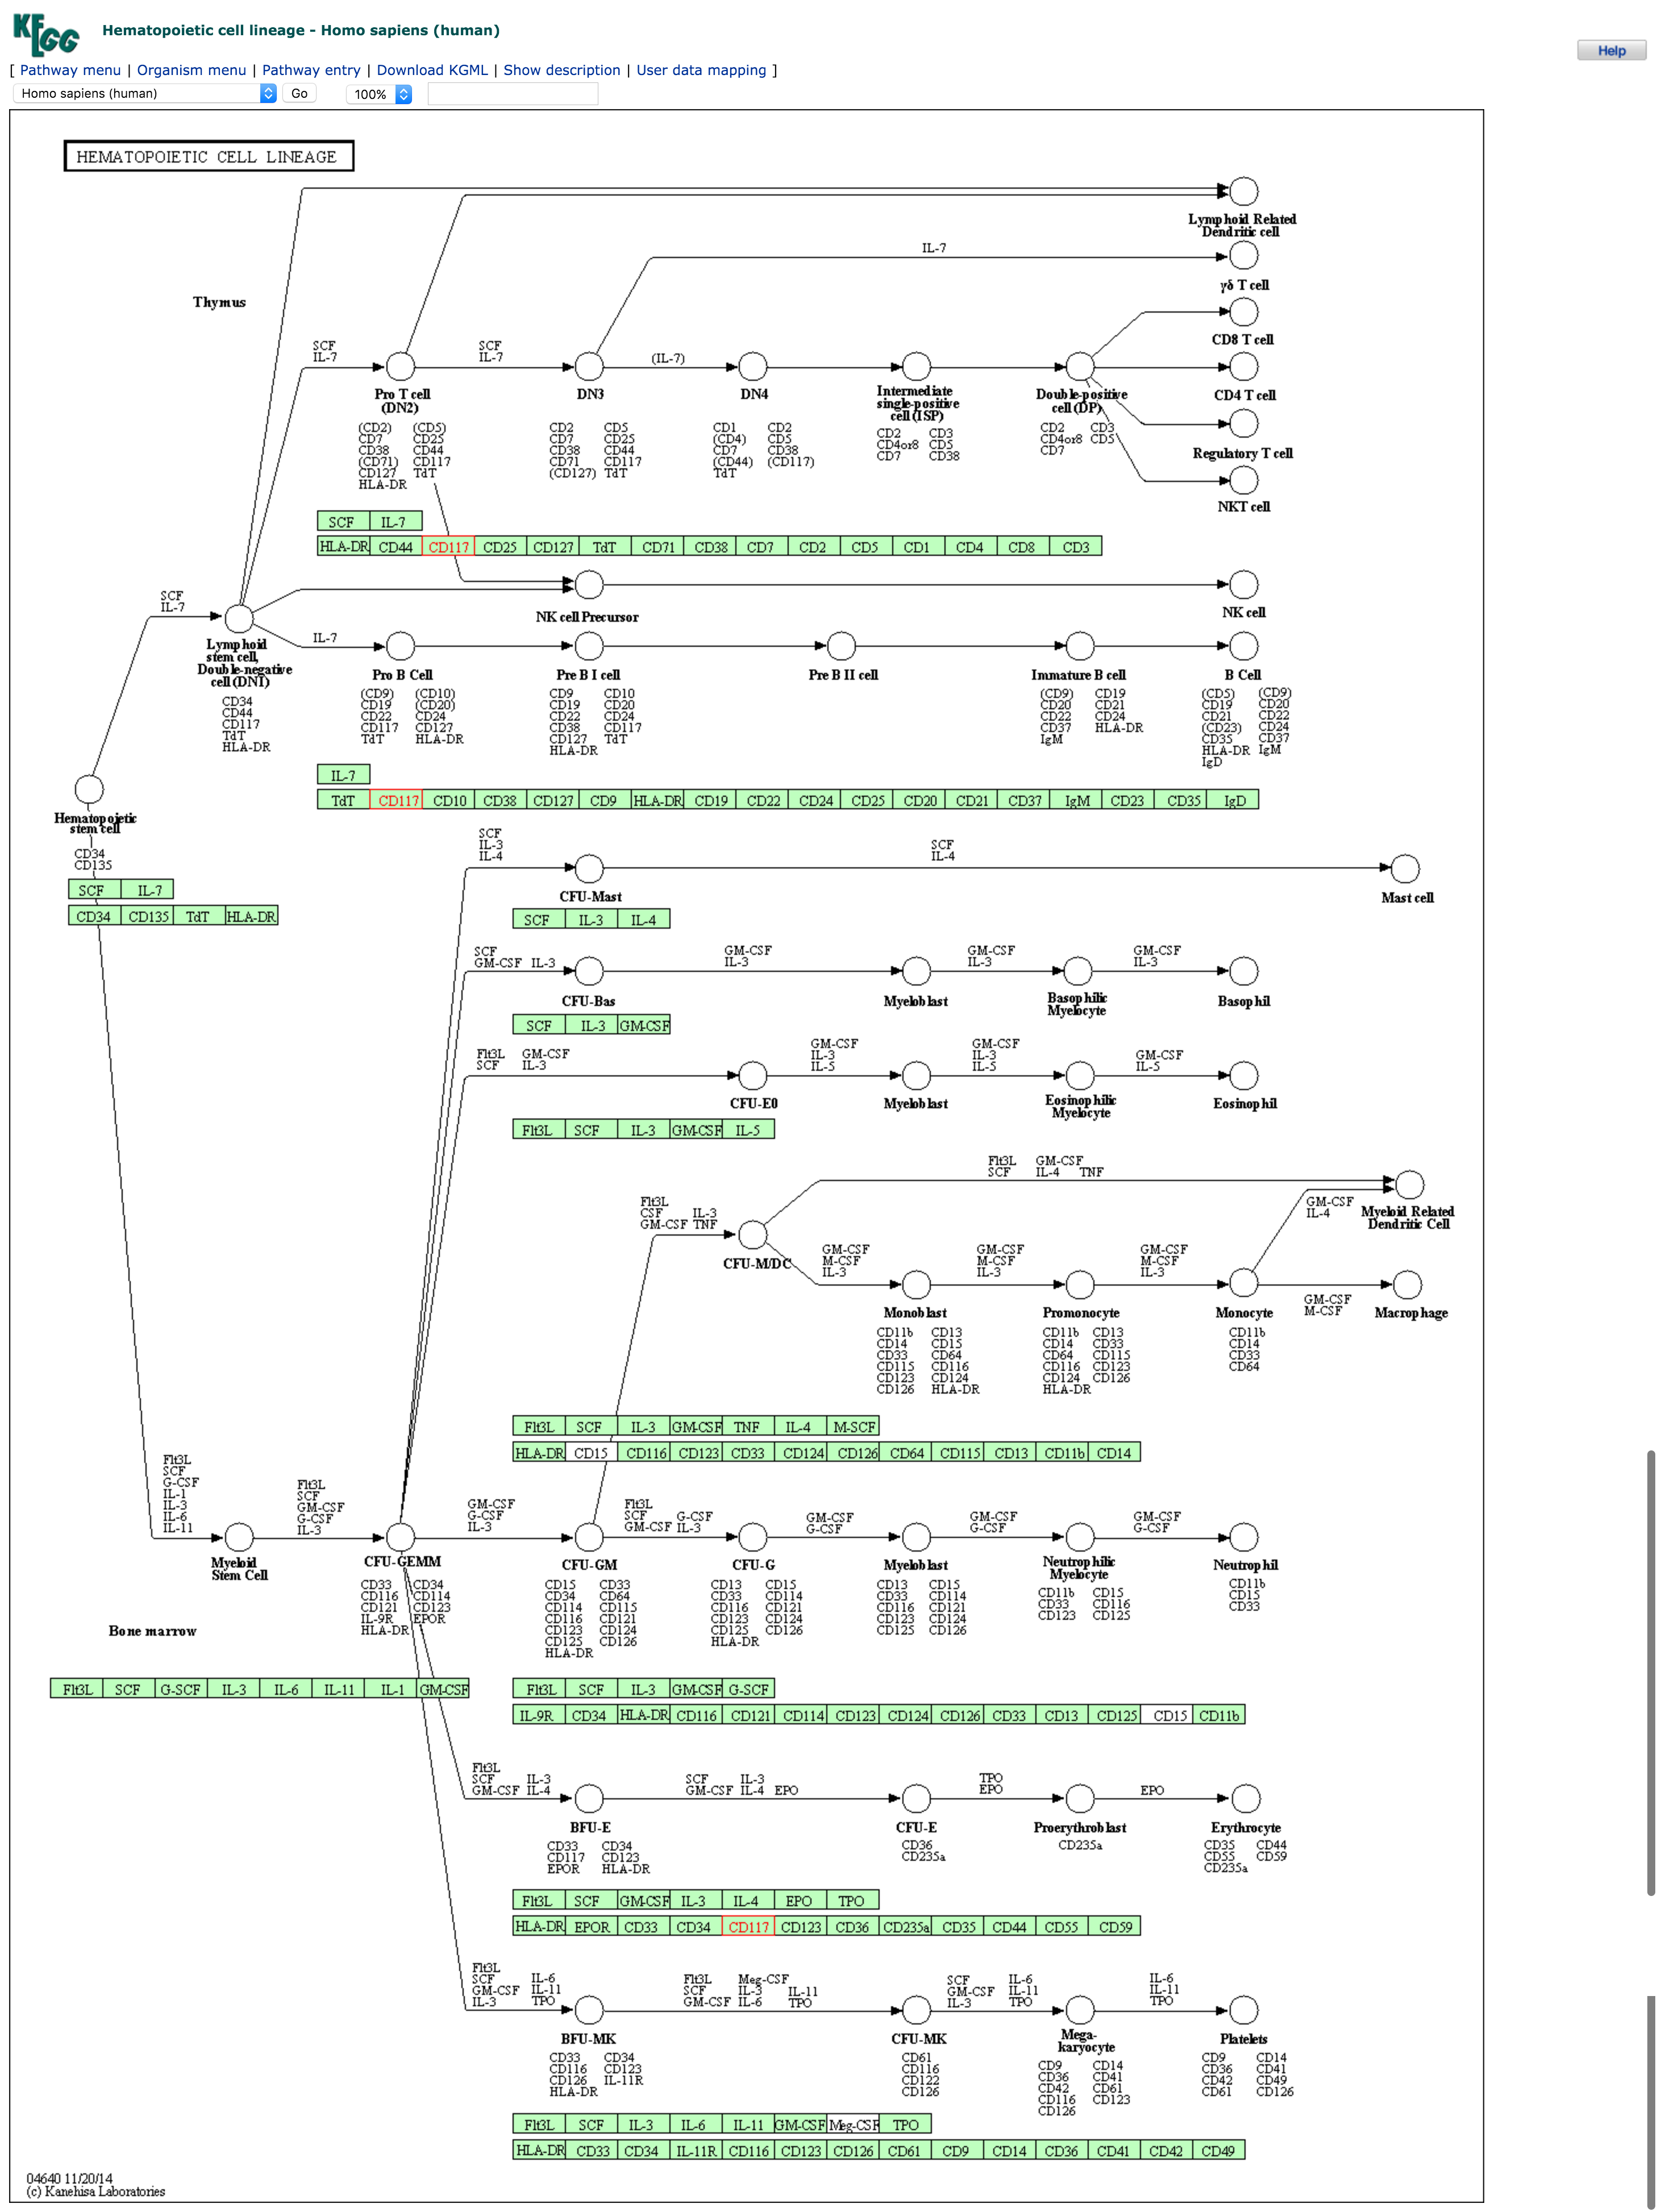 KEGG
Hematopoietic cell lineage - Homo sapiens (human)
Help
[ Pathway menu | Organism menu | Pathway entry | Download KGML | Show description | User data mapping ]
Homo sapiens (human) Go 100%
HEMATOPOIETIC CELL LINEAGE
Lymphoid Related
Dendritic cell
IL-7
γδ T cell
Thymus
CD8 T cell
SCF
IL-7
SCF
IL-7
(IL-7)
Pro T cell
(DN2)
DN3
DN4
Intermediate
single-positive
cell (ISP)
Double-positive
cell (DP)
CD4 T cell
(CD2) (CD5)
CD7 CD25
CD38 CD44
(CD71) CD117
CD127 TdT
HLA-DR
CD2 CD5
CD7 CD25
CD38 CD44
CD71 CD117
(CD127) TdT
CD1 CD2
(CD4) CD5
CD7 CD38
(CD44) (CD117)
TdT
CD2 CD3
CD4or8 CD5
CD7 CD38
CD2 CD3
CD4or8 CD5
CD7
Regulatory T cell
NKT cell
SCF IL-7
HLA-DR CD44 CD117 CD25 CD127 TdT CD71 CD38 CD7 CD2 CD5 CD1 CD4 CD8 CD3
SCF
IL-7
NK cell Precursor
NK cell
Lymphoid
stem cell,
Double-negative
cell (DN1)
IL-7
Pro B Cell
Pre B I cell
Pre B II cell
Immature B cell
B Cell
CD34
CD44
CD117
TdT
HLA-DR
(CD9) (CD10)
CD19 (CD20)
CD22 CD24
CD117 CD127
TdT HLA-DR
CD9 CD10
CD19 CD20
CD22 CD24
CD38 CD117
CD127 TdT
HLA-DR
(CD9) CD19
CD20 CD21
CD22 CD24
CD37 HLA-DR
IgM
(CD5) (CD9)
CD19 CD20
CD21 CD22
(CD23) CD24
CD35 CD37
HLA-DR IgM
IgD
IL-7
TdT CD117 CD10 CD38 CD127 CD9 HLA-DR CD19 CD22 CD24 CD25 CD20 CD21 CD37 IgM CD23 CD35 IgD
Hematopoietic
stem cell
CD34
CD135
SCF IL-7
CD34 CD135 TdT HLA-DR
SCF
IL-3
IL-4
SCF
IL-4
CFU-Mast
Mast cell
SCF IL-3 IL-4
SCF
GM-CSF IL-3
GM-CSF
IL-3
GM-CSF
IL-3
GM-CSF
IL-3
CFU-Bas
Myeloblast
Basophilic
Myelocyte
Basophil
SCF IL-3 GM-CSF
Flt3L GM-CSF
SCF IL-3
GM-CSF
IL-3
IL-5
GM-CSF
IL-3
IL-5
GM-CSF
IL-5
CFU-E0
Myeloblast
Eosinophilic
Myelocyte
Eosinophil
Flt3L SCF IL-3 GM-CSF IL-5
Flt3L GM-CSF
SCF IL-4 TNF
Flt3L
CSF IL-3
GM-CSF TNF
GM-CSF
IL-4
Myeloid Related
Dendritic Cell
CFU-M/DC
GM-CSF
M-CSF
IL-3
GM-CSF
M-CSF
IL-3
GM-CSF
M-CSF
IL-3
GM-CSF
M-CSF
Monoblast
Promonocyte
Monocyte
Macrophage
CD11b CD13
CD14 CD15
CD33 CD64
CD115 CD116
CD123 CD124
CD126 HLA-DR
CD11b CD13
CD14 CD33
CD64 CD115
CD116 CD123
CD124 CD126
HLA-DR
CD11b
CD14
CD33
CD64
Flt3L SCF IL-3 GM-CSF TNF IL-4 M-SCF
HLA-DR CD15 CD116 CD123 CD33 CD124 CD126 CD64 CD115 CD13 CD11b CD14
Flt3L
SCF
G-CSF
IL-1
IL-3
IL-6
IL-11
Flt3L
SCF
GM-CSF
G-CSF
IL-3
GM-CSF
G-CSF
IL-3
Flt3L
SCF G-CSF
GM-CSF IL-3
GM-CSF
G-CSF
GM-CSF
G-CSF
GM-CSF
G-CSF
Myeloid
Stem Cell
CFU-GEMM
CFU-GM
CFU-G
Myeloblast
Neutrophilic
Myelocyte
Neutrophil
CD33 CD34
CD116 CD114
CD121 CD123
IL-9R EPOR
HLA-DR
CD15 CD33
CD34 CD64
CD114 CD115
CD116 CD121
CD123 CD124
CD125 CD126
HLA-DR
CD13 CD15
CD33 CD114
CD116 CD121
CD123 CD124
CD125 CD126
HLA-DR
CD13 CD15
CD33 CD114
CD116 CD121
CD123 CD124
CD125 CD126
CD11b CD15
CD33 CD116
CD123 CD125
CD11b
CD15
CD33
Bone marrow
Flt3L SCF G-SCF IL-3 IL-6 IL-11 IL-1 GM-CSF
Flt3L SCF IL-3 GM-CSF G-SCF
IL-9R CD34 HLA-DR CD116 CD121 CD114 CD123 CD124 CD126 CD33 CD13 CD125 CD15 CD11b
Flt3L
SCF IL-3
GM-CSF IL-4
SCF IL-3
GM-CSF IL-4 EPO
TPO
EPO
EPO
BFU-E
CFU-E
Proerythroblast
Erythrocyte
CD33 CD34
CD117 CD123
EPOR HLA-DR
CD36
CD235a
CD235a
CD35 CD44
CD55 CD59
CD235a
Flt3L SCF GM-CSF IL-3 IL-4 EPO TPO
HLA-DR EPOR CD33 CD34 CD117 CD123 CD36 CD235a CD35 CD44 CD55 CD59
Flt3L
SCF IL-6
GM-CSF IL-11
IL-3 TPO
Flt3L Meg-CSF
SCF IL-3 IL-11
GM-CSF IL-6 TPO
SCF IL-6
GM-CSF IL-11
IL-3 TPO
IL-6
IL-11
TPO
BFU-MK
CFU-MK
Mega-
karyocyte
Platelets
CD33 CD34
CD116 CD123
CD126 IL-11R
HLA-DR
CD61
CD116
CD122
CD126
CD9 CD14
CD36 CD41
CD42 CD61
CD116 CD123
CD126
CD9 CD14
CD36 CD41
CD42 CD49
CD61 CD126
Flt3L SCF IL-3 IL-6 IL-11 GM-CSF Meg-CSF TPO
HLA-DR CD33 CD34 IL-11R CD116 CD123 CD126 CD61 CD9 CD14 CD36 CD41 CD42 CD49
04640 11/20/14
(c) Kanehisa Laboratories